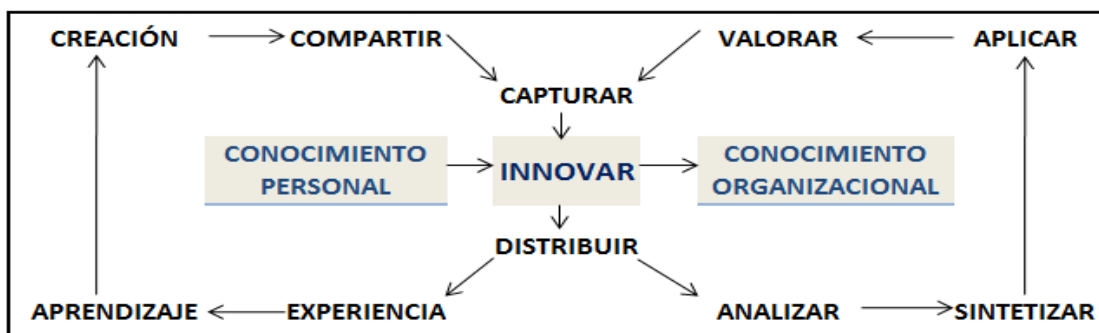 CREACIÓN COMPARTIR VALORAR APLICAR
CAPTURAR
CONOCIMIENTO
PERSONAL
INNOVAR
CONOCIMIENTO
ORGANIZACIONAL
DISTRIBUIR
APRENDIZAJE EXPERIENCIA ANALIZAR SINTETIZAR